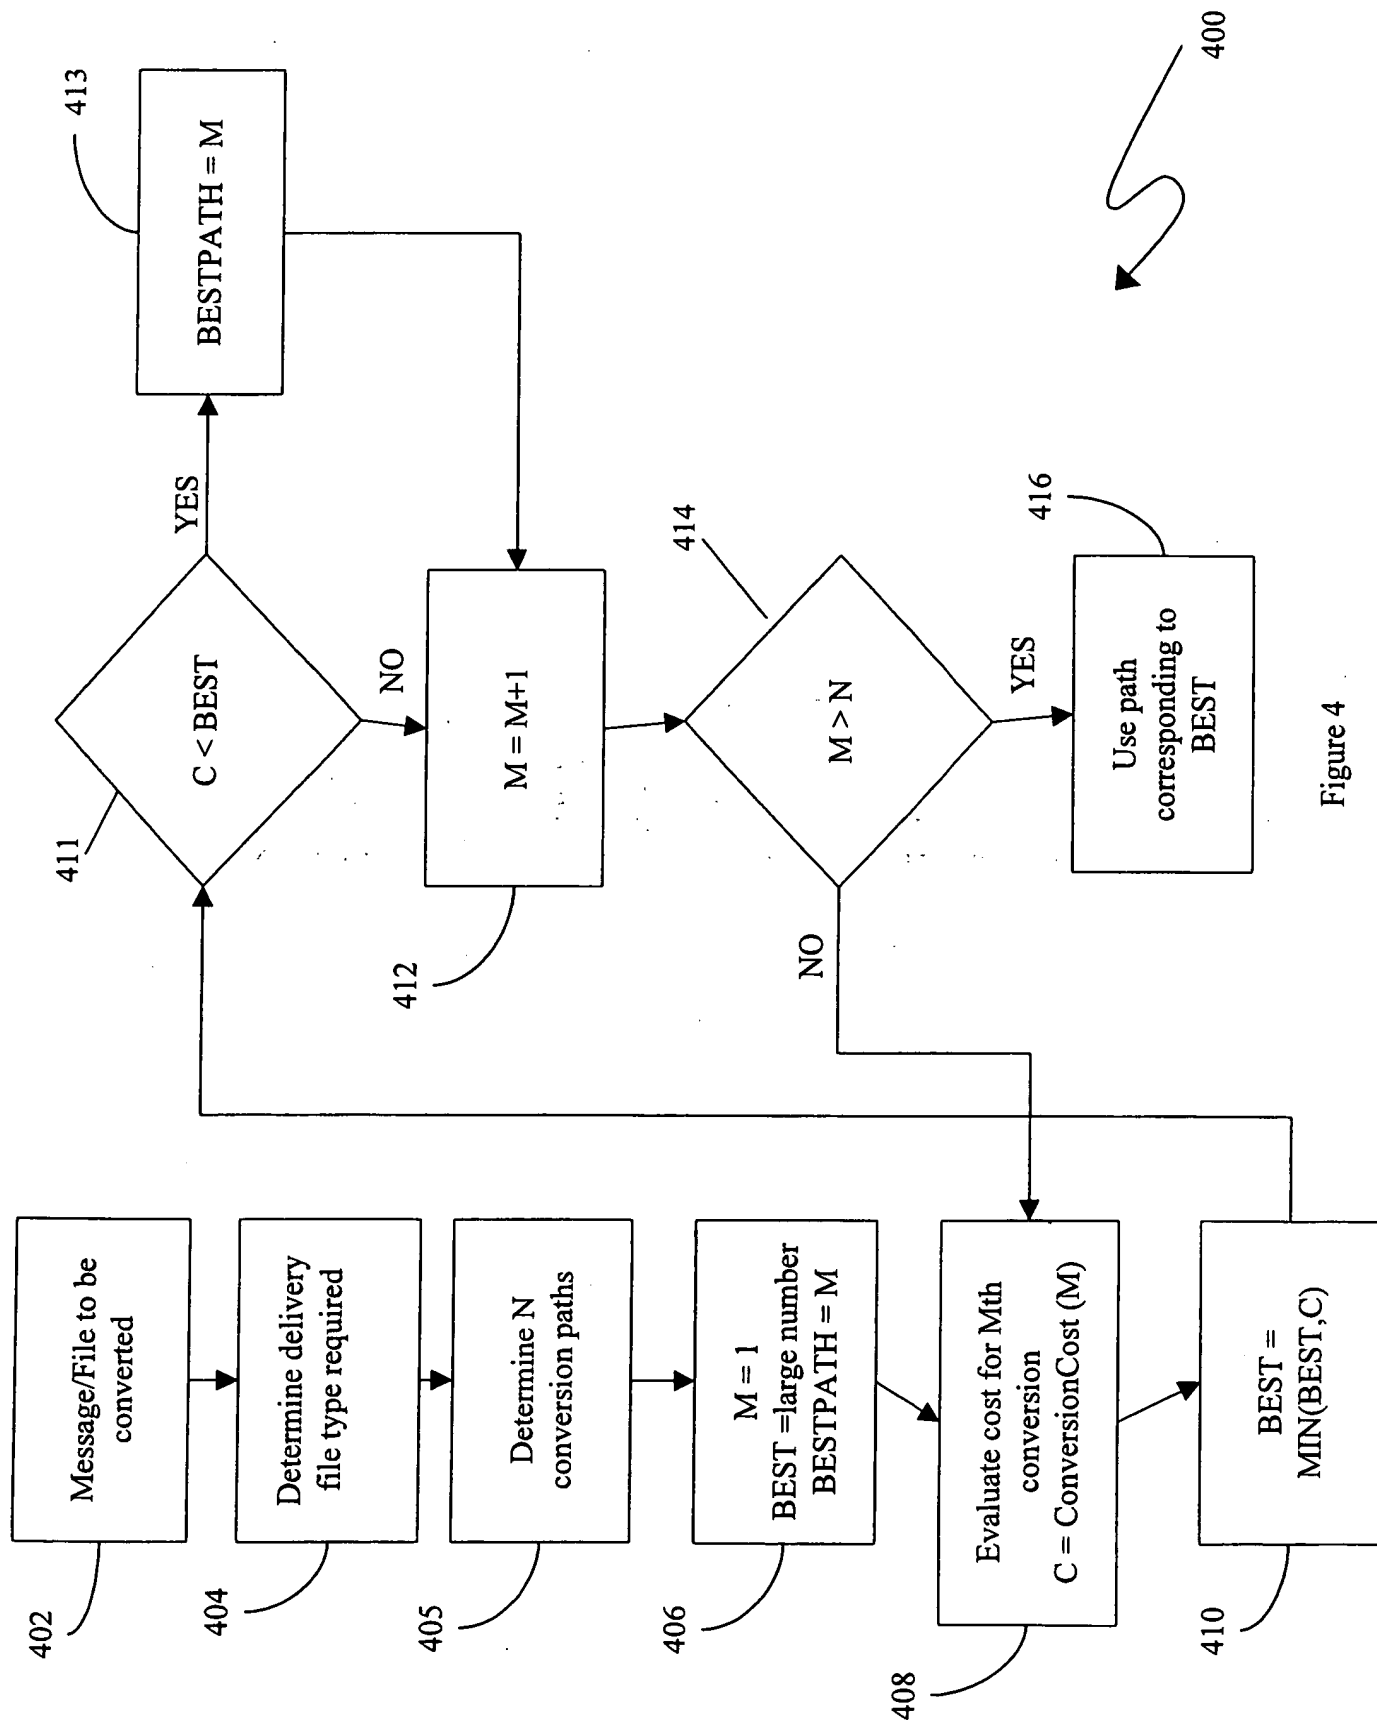 402
Message/File to be
converted
404
Determine delivery
file type required
405
Determine N
conversion paths
406
M = 1
BEST =large number
BESTPATH = M
408
Evaluate cost for Mth
conversion
C = ConversionCost (M)
410
BEST =
MIN(BEST,C)
411
C < BEST
YES
NO
413
BESTPATH = M
412
M = M+1
414
M > N
NO
YES
416
Use path
corresponding to
BEST
400
Figure 4